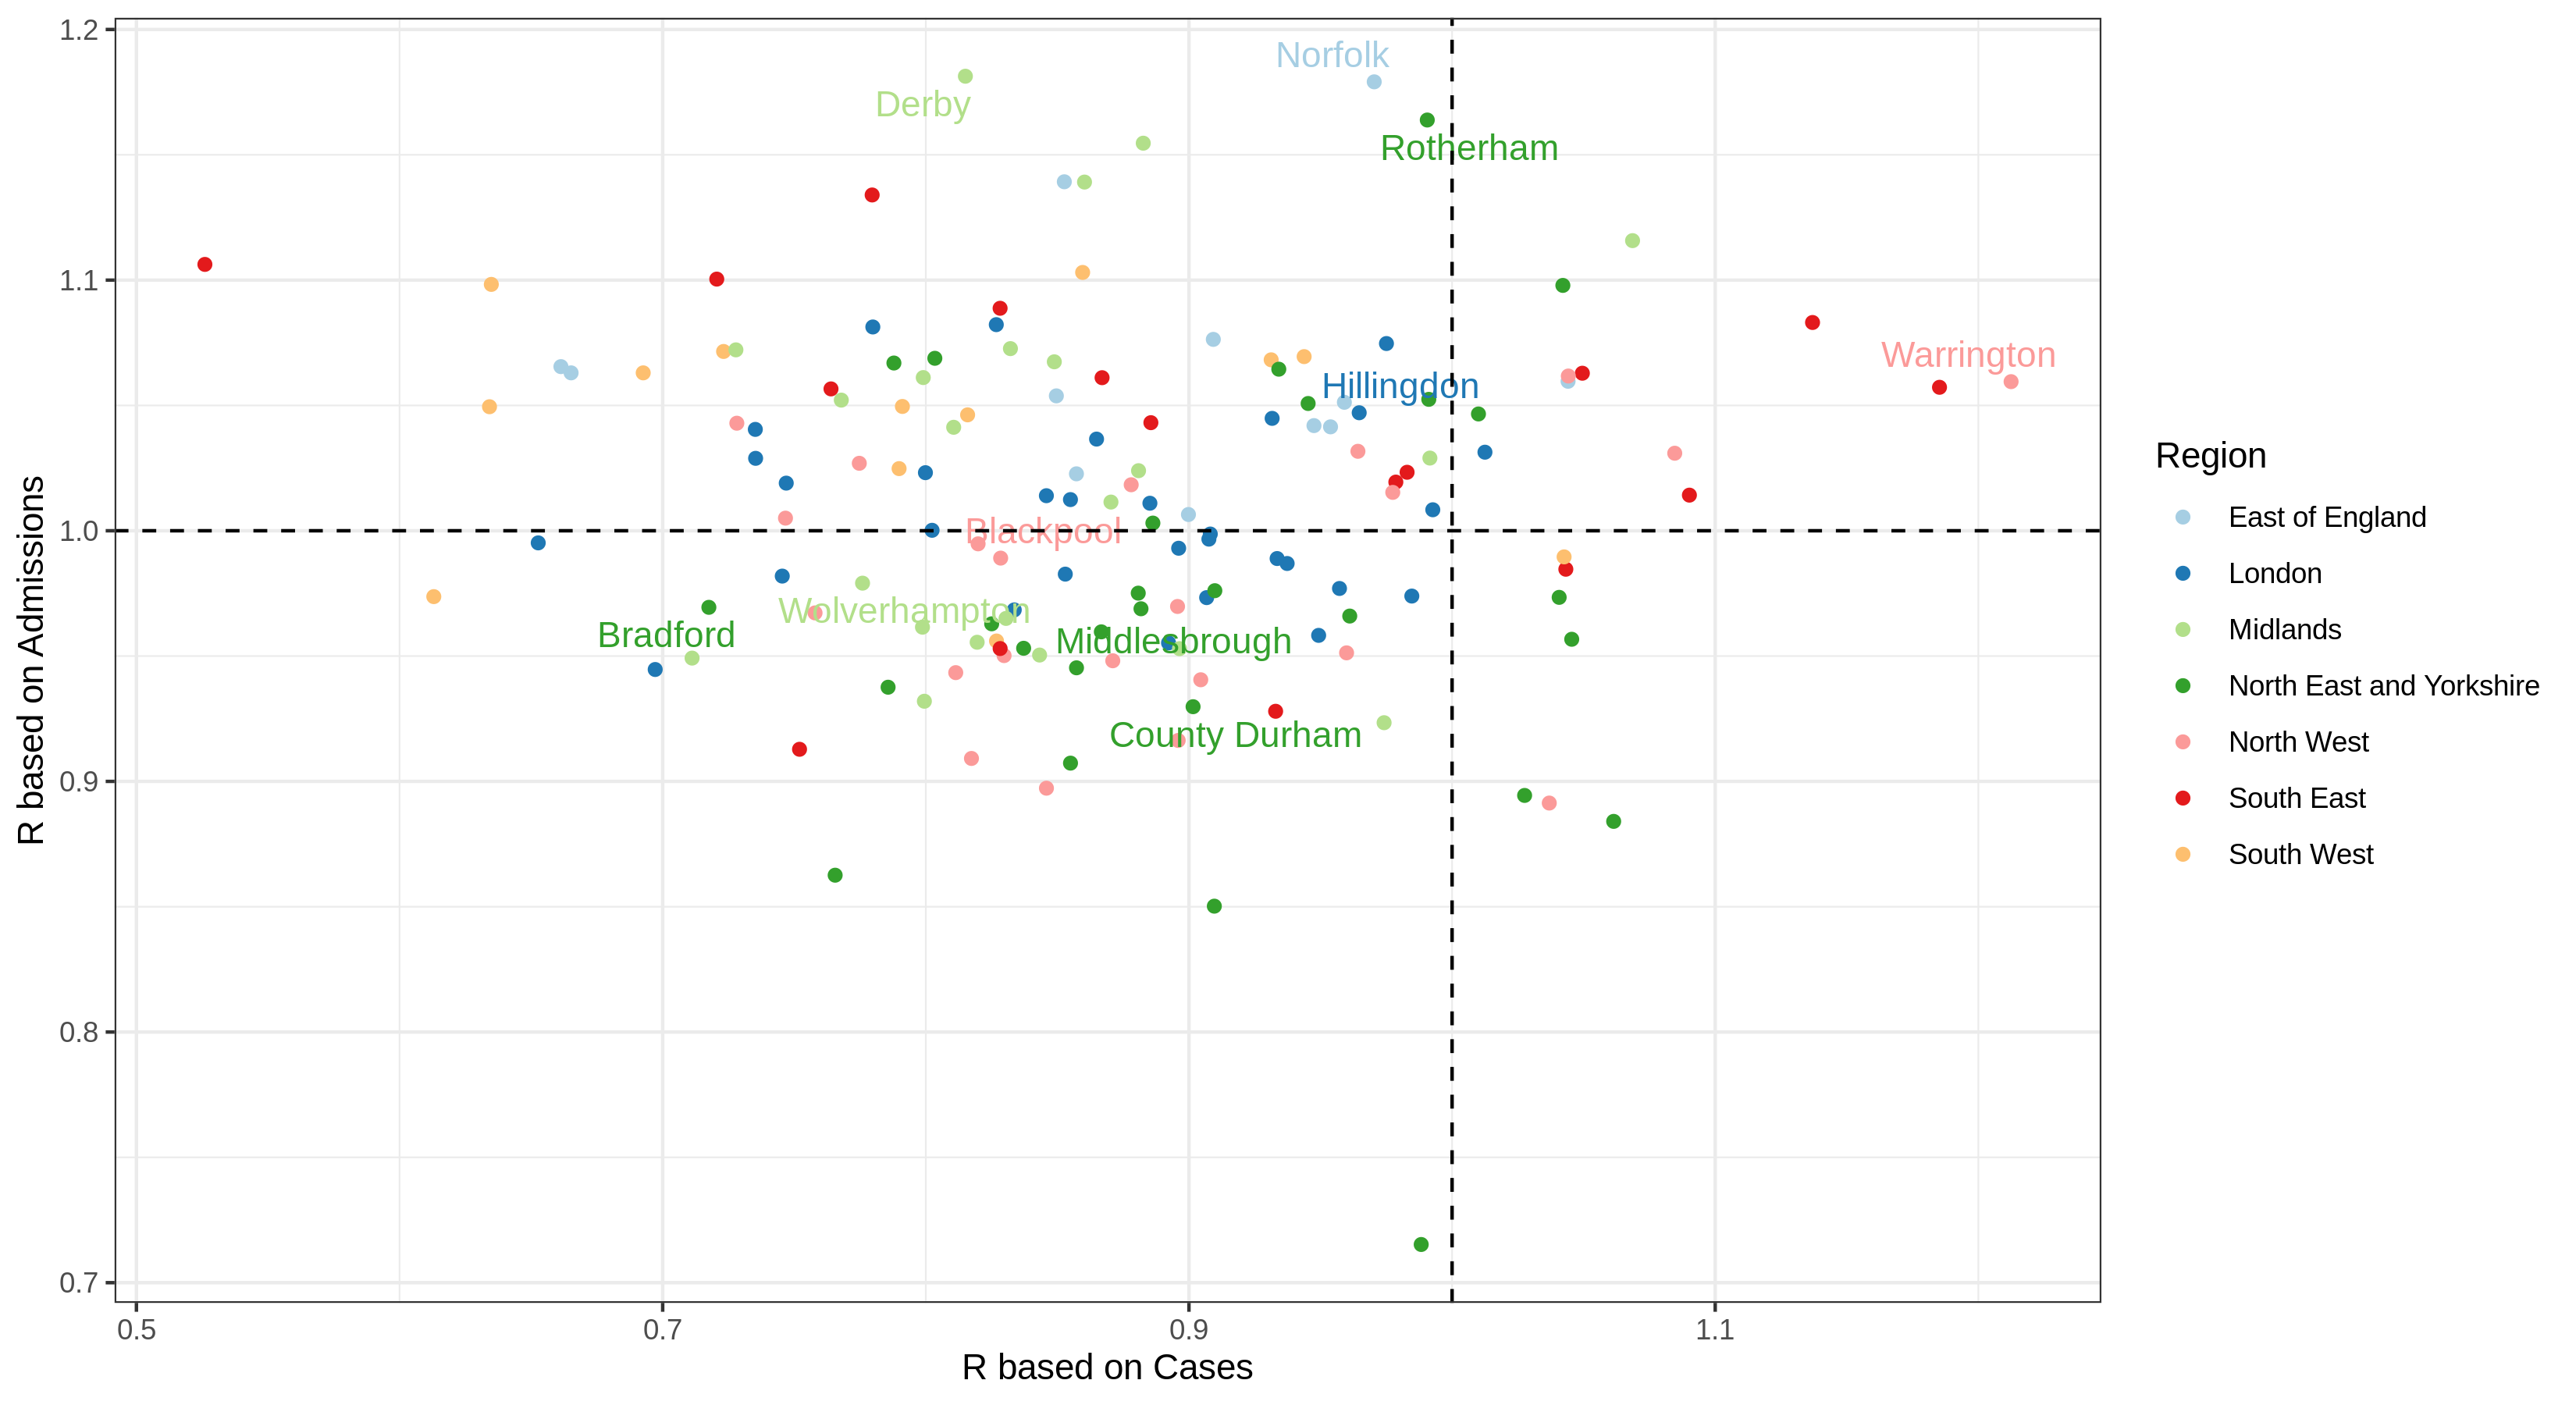 1.2
1.1
1.0
0.9
0.8
0.7
R based on Admissions
Norfolk
Derby
Rotherham
Warrington
Hillingdon
Blackpool
Wolverhampton
Bradford
Middlesbrough
County Durham
0.5
0.7
0.9
1.1
R based on Cases
Region
East of England
London
Midlands
North East and Yorkshire
North West
South East
South West